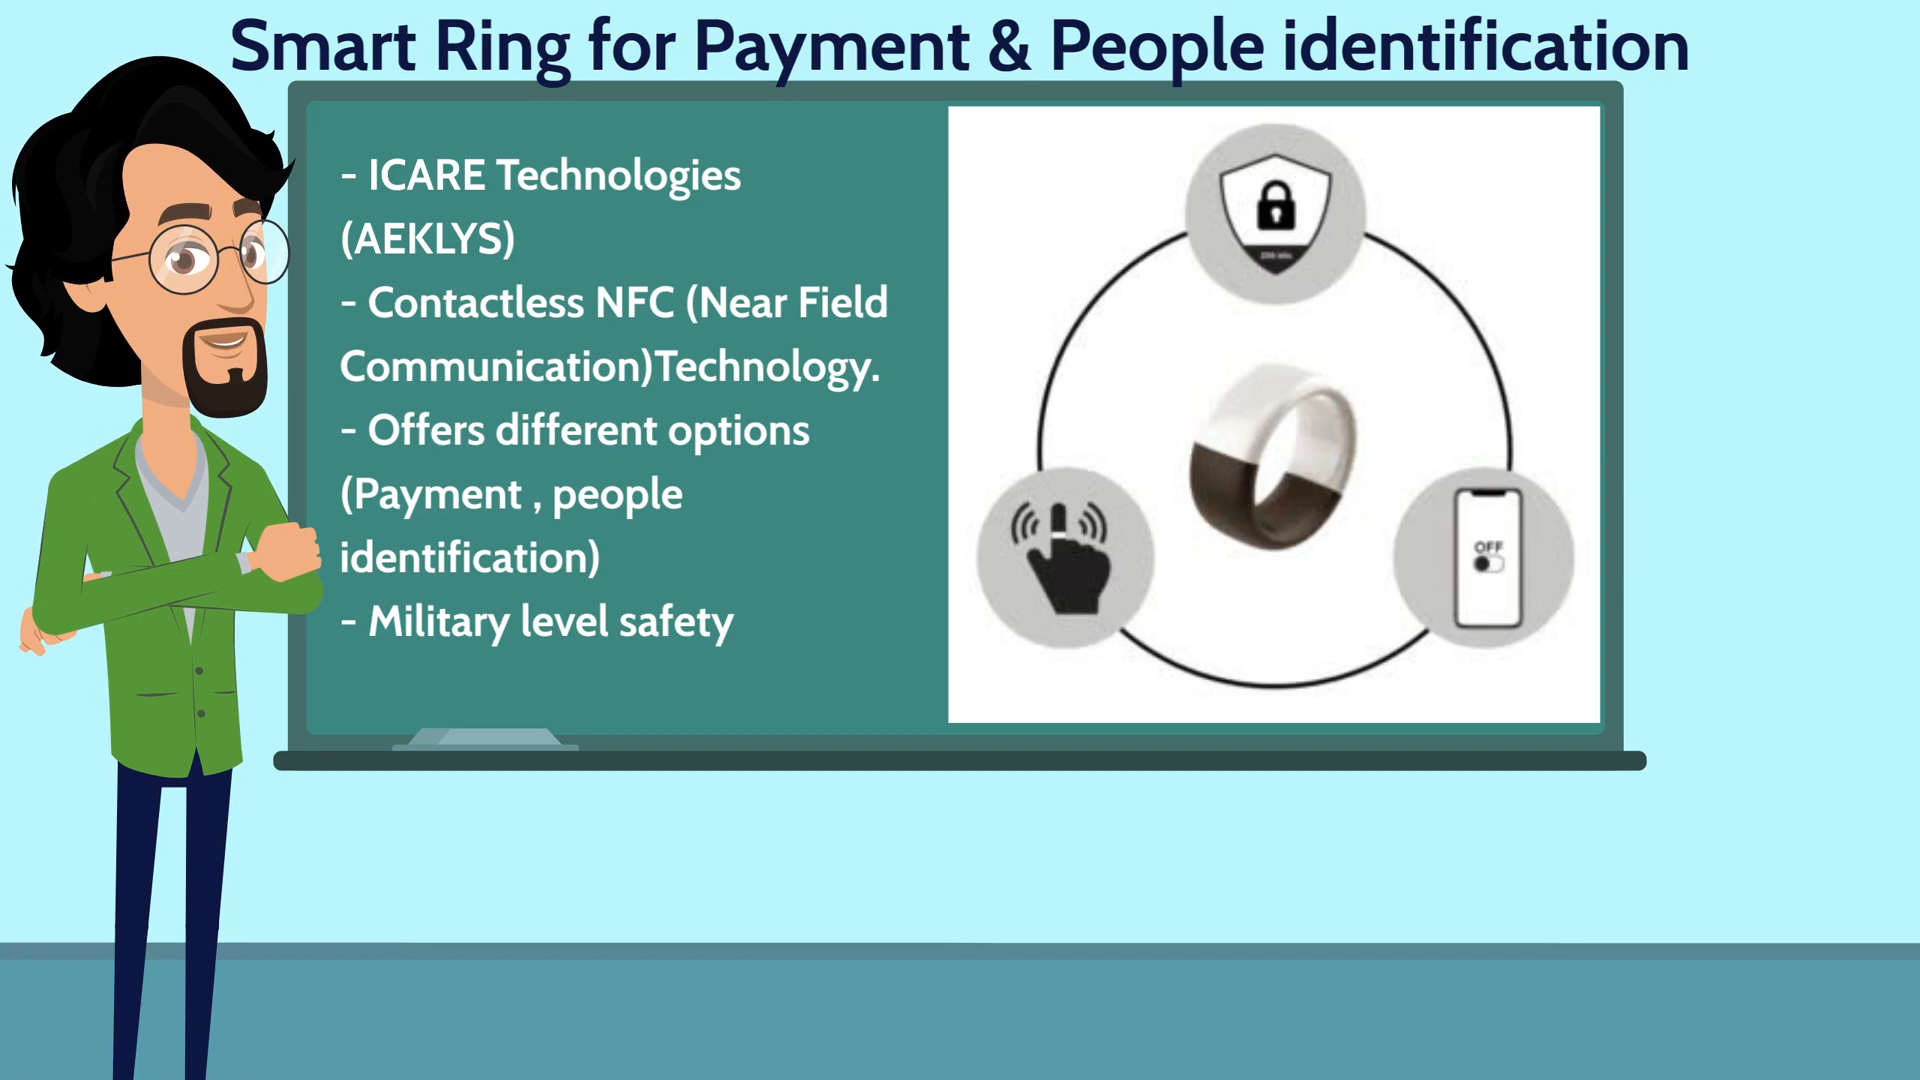 Smart Ring for Payment & People identification
- ICARE Technologies
(AEKLYS)
- Contactless NFC (Near Field
Communication)Technology.
- Offers different options
(Payment , people
identification)
- Military level safety
OFF